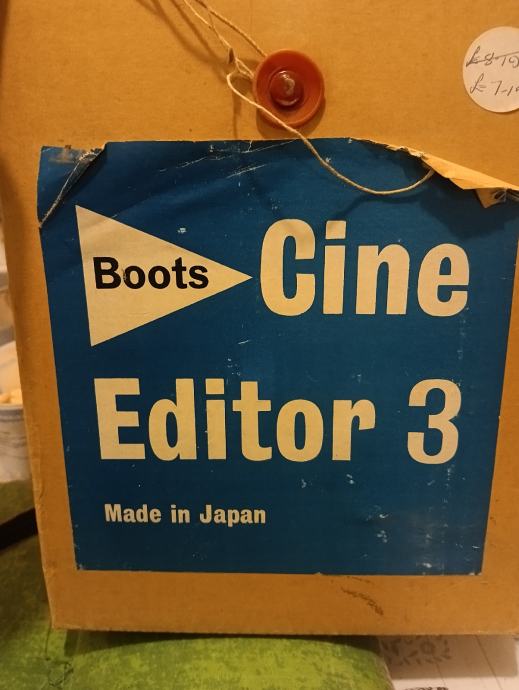 Boots
Cine
Editor 3
Made in Japan